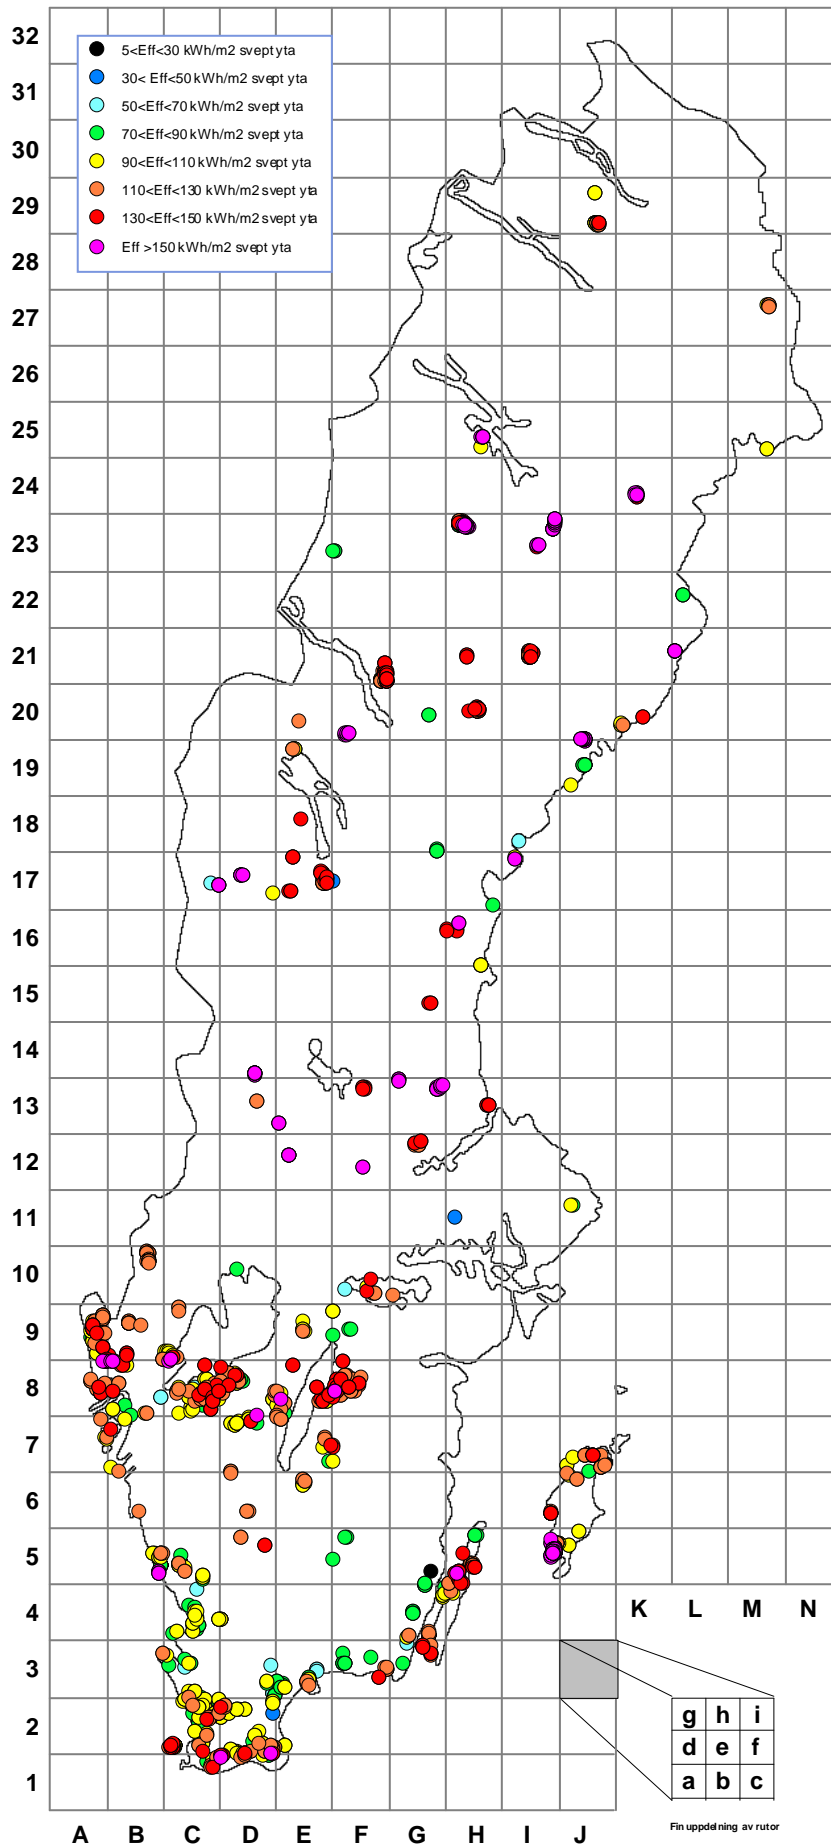 32
31
30
29
28
27
26
25
24
23
22
21
20
19
18
17
16
15
14
13
12
11
10
9
8
7
6
5
4
3
2
1
5<Eff<30 kWh/m2 svept yta
30< Eff<50 kWh/m2 svept yta
50<Eff<70 kWh/m2 svept yta
70<Eff<90 kWh/m2 svept yta
90<Eff<110 kWh/m2 svept yta
110<Eff<130 kWh/m2 svept yta
130<Eff<150 kWh/m2 svept yta
Eff >150 kWh/m2 svept yta
K L M N
g h i
d e f
a b c
Fin uppdelning av rutor
A B C D E F G H I J